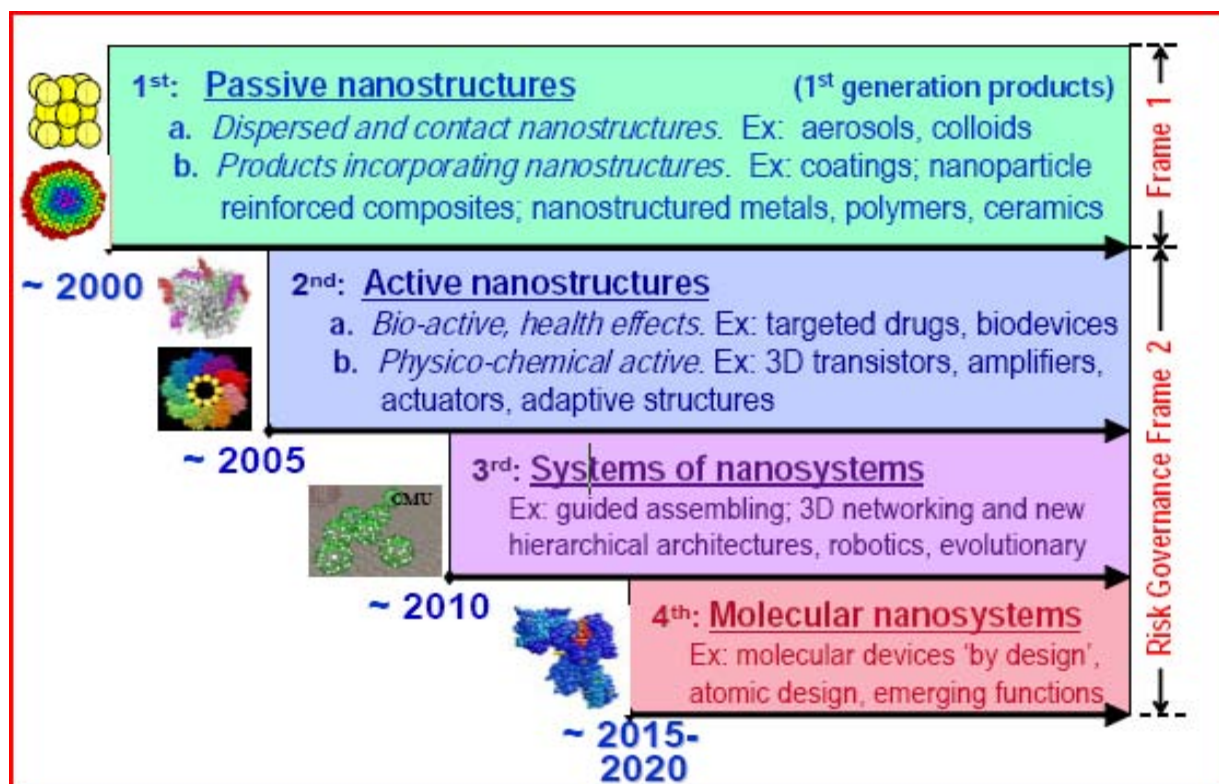 1st: Passive nanostructures (1st generation products)
a. Dispersed and contact nanostructures. Ex: aerosols, colloids
b. Products incorporating nanostructures. Ex: coatings; nanoparticle
reinforced composites; nanostructured metals, polymers, ceramics
Frame 1
~ 2000
2nd: Active nanostructures
a. Bio-active, health effects. Ex: targeted drugs, biodevices
b. Physico-chemical active. Ex: 3D transistors, amplifiers,
actuators, adaptive structures
~ 2005
CMU
3rd: Systems of nanosystems
Ex: guided assembling; 3D networking and new
hierarchical architectures, robotics, evolutionary
~ 2010
4th: Molecular nanosystems
Ex: molecular devices 'by design',
atomic design, emerging functions
~ 2015-
2020
Risk Governance Frame 2